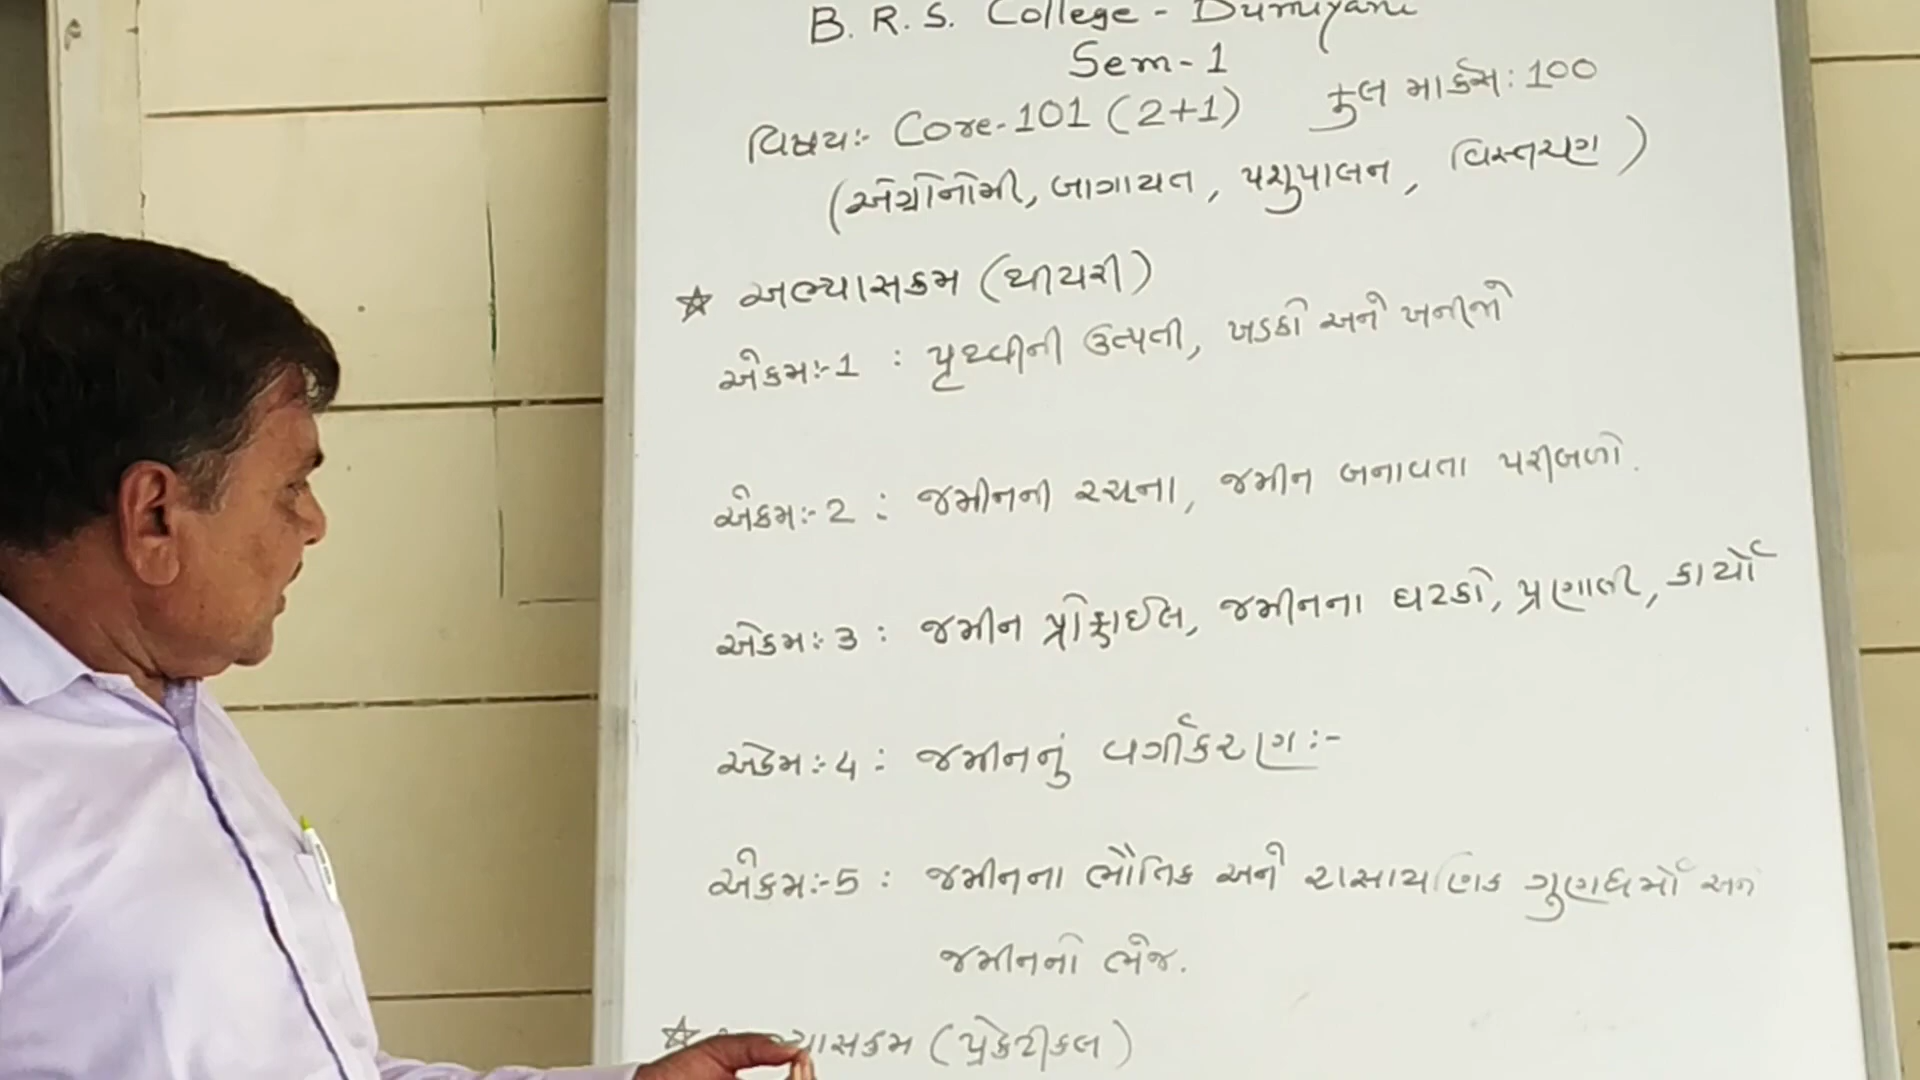 B. R. S. College - Dumiyani
Sem - 1
વિષય:- Core-101 (2+1) કુલ માર્કસ: 100
(એગ્રોનોમી, બાગાયત, પશુપાલન, વિસ્તરણ)
☆ અભ્યાસક્રમ (થીયરી)
એકમ:-1 : પૃથ્વીની ઉત્પતી, ખડકો અને ખનીજો
એકમ:-2 : જમીનની રચના, જમીન બનાવતા પરીબળો.
એકમ:-3 : જમીન પ્રોફાઈલ, જમીનના ઘટકો, પ્રણાલી, કાર્યો
એકમ:-4 : જમીનનું વર્ગીકરણ:-
એકમ:-5 : જમીનના ભૌતિક અને રાસાયણિક ગુણધર્મો અને
જમીનનો ભેજ.
☆ અભ્યાસક્રમ (પ્રેકટીકલ)